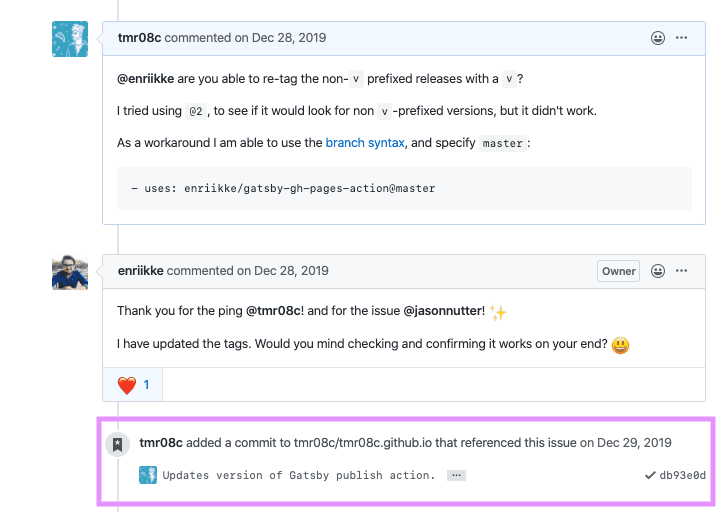 tmr08c commented on Dec 28, 2019
@enriikke are you able to re-tag the non- v prefixed releases with a v ?
I tried using @2 , to see if it would look for non v -prefixed versions, but it didn't work.
As a workaround I am able to use the branch syntax, and specify master :
- uses: enriikke/gatsby-gh-pages-action@master
enriikke commented on Dec 28, 2019 Owner
Thank you for the ping @tmr08c! and for the issue @jasonnutter! ✨
I have updated the tags. Would you mind checking and confirming it works on your end? 😃
❤️ 1
tmr08c added a commit to tmr08c/tmr08c.github.io that referenced this issue on Dec 29, 2019
Updates version of Gatsby publish action. ... ✓ db93e0d